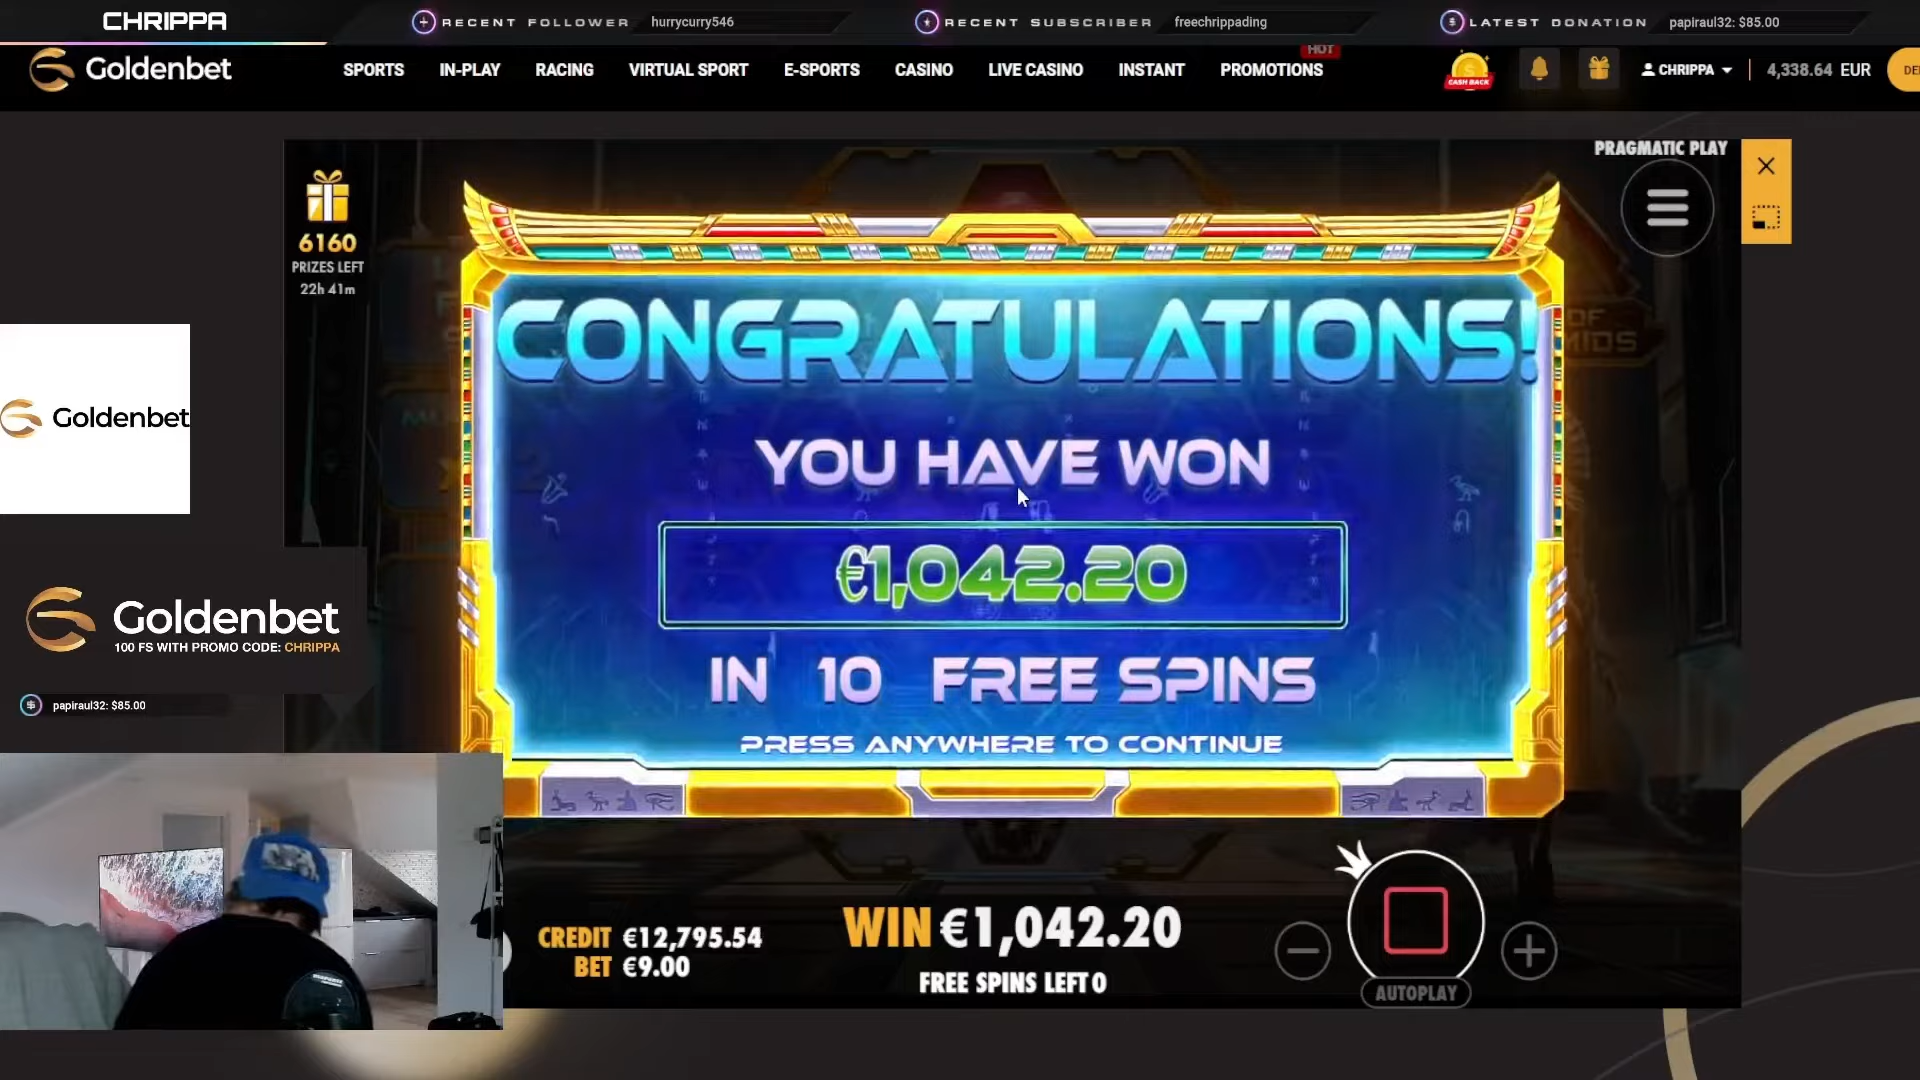 CHRIPPA
RECENT FOLLOWER hurrycurry546
RECENT SUBSCRIBER freechrippading
LATEST DONATION papiraul32: $85.00
Goldenbet
SPORTS IN-PLAY RACING VIRTUAL SPORT E-SPORTS CASINO LIVE CASINO INSTANT PROMOTIONS
HOT
CASH BACK
CHRIPPA
4,338.64 EUR
PRAGMATIC PLAY
6160
PRIZES LEFT
22h 41m
CONGRATULATIONS!
YOU HAVE WON
€1,042.20
IN 10 FREE SPINS
PRESS ANYWHERE TO CONTINUE
Goldenbet
Goldenbet
100 FS WITH PROMO CODE: CHRIPPA
papiraul32: $85.00
CREDIT €12,795.54
BET €9.00
WIN €1,042.20
FREE SPINS LEFT 0
AUTOPLAY